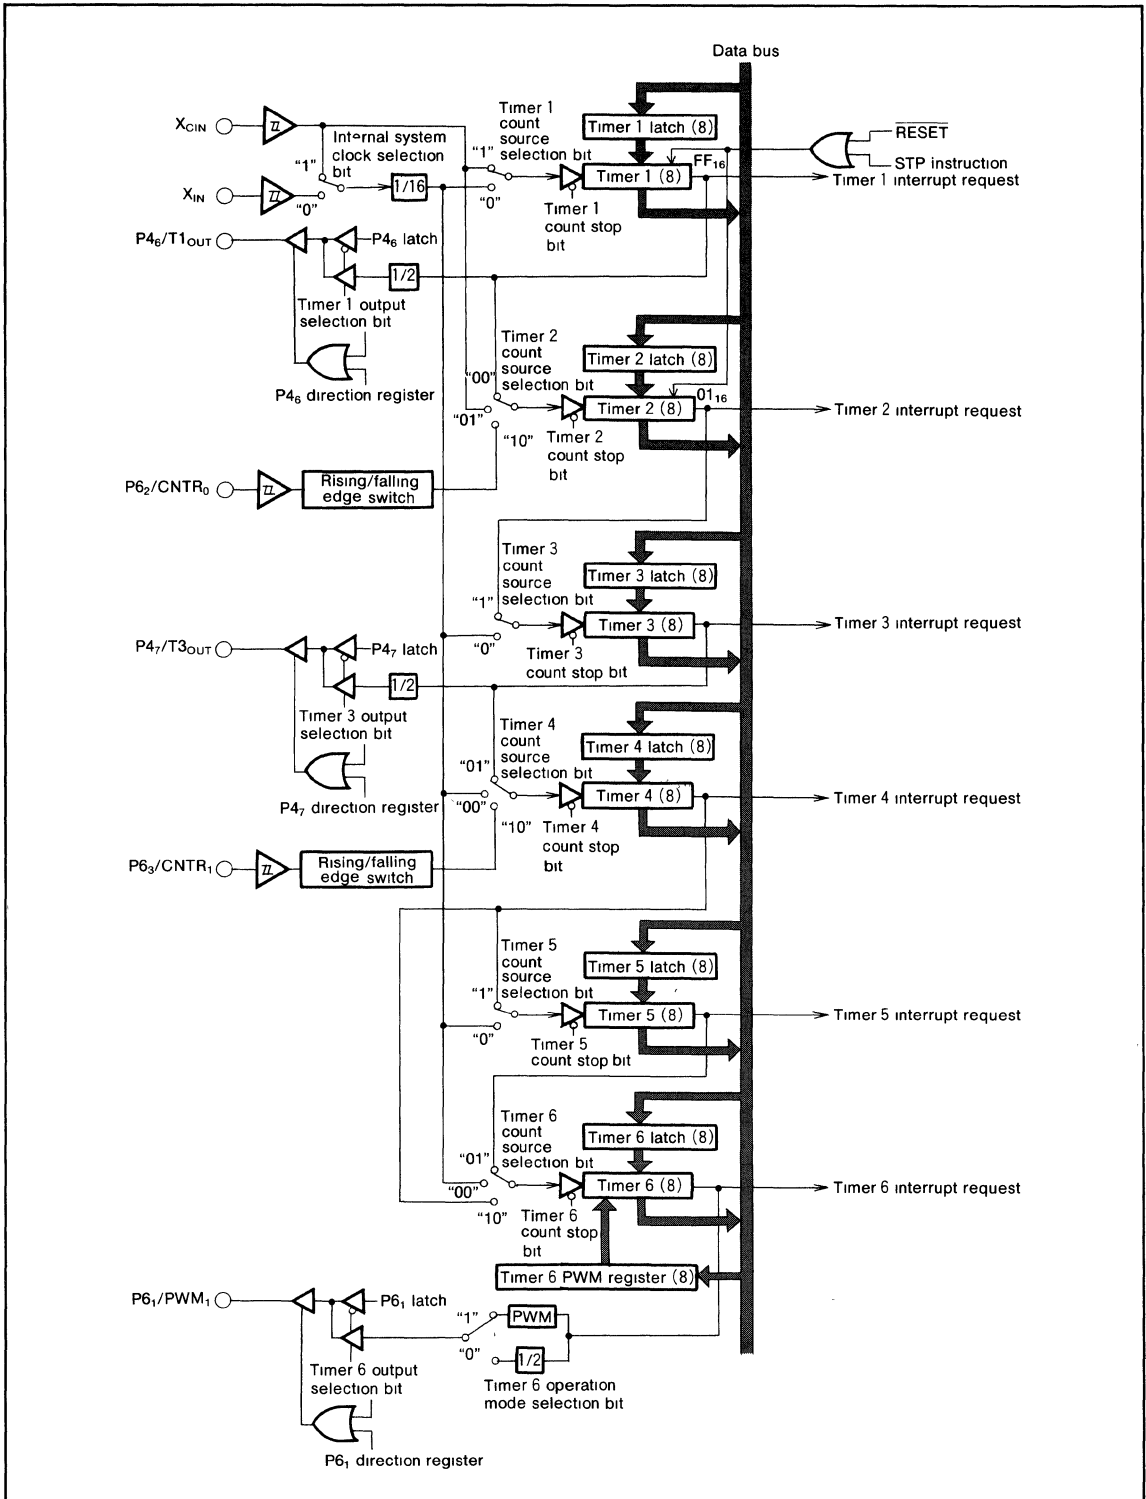 Data bus
XCIN
Internal system
clock selection
bit
"1"
"0"
XIN
1/16
Timer 1
count
source
selection bit
"1"
"0"
Timer 1 latch (8)
FF16
Timer 1 (8)
RESET
STP instruction
Timer 1 interrupt request
Timer 1
count stop
bit
P46/T1OUT
P46 latch
1/2
Timer 1 output
selection bit
P46 direction register
Timer 2
count
source
selection bit
"00"
"01"
"10"
Timer 2 latch (8)
0116
Timer 2 (8)
Timer 2 interrupt request
Timer 2
count stop
bit
P62/CNTR0
Rising/falling
edge switch
Timer 3
count
source
selection bit
"1"
"0"
Timer 3 latch (8)
Timer 3 (8)
Timer 3 interrupt request
Timer 3
count stop bit
P47/T3OUT
P47 latch
1/2
Timer 3 output
selection bit
P47 direction register
Timer 4
count
source
selection bit
"01"
"00"
"10"
Timer 4 latch (8)
Timer 4 (8)
Timer 4 interrupt request
Timer 4
count stop
bit
P63/CNTR1
Rising/falling
edge switch
Timer 5
count
source
selection bit
"1"
"0"
Timer 5 latch (8)
Timer 5 (8)
Timer 5 interrupt request
Timer 5
count stop bit
Timer 6
count
source
selection bit
"01"
"00"
"10"
Timer 6 latch (8)
Timer 6 (8)
Timer 6 interrupt request
Timer 6
count stop
bit
Timer 6 PWM register (8)
P61/PWM1
P61 latch
"1"
PWM
"0"
1/2
Timer 6 output
selection bit
Timer 6 operation
mode selection bit
P61 direction register